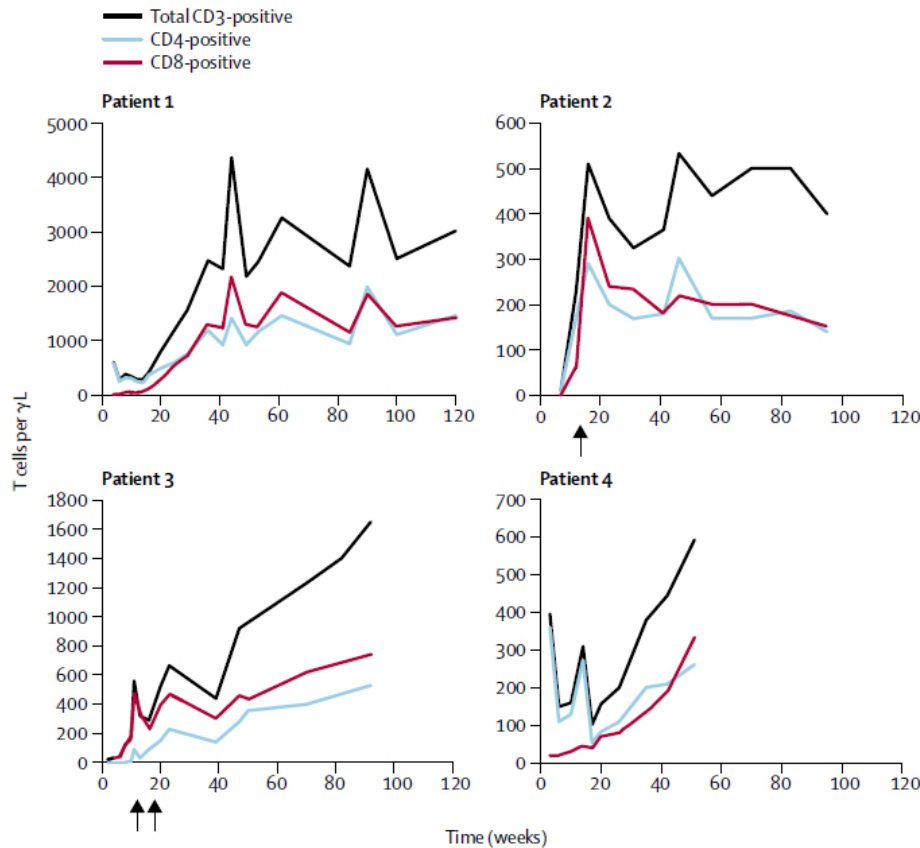 Total CD3-positive
CD4-positive
CD8-positive
Patient 1
5000
4000
3000
2000
1000
0
0 20 40 60 80 100 120
Patient 2
600
500
400
300
200
100
0
0 20 40 60 80 100 120
T cells per γL
Patient 3
1800
1600
1400
1200
1000
800
600
400
200
0
0 20 40 60 80 100 120
Patient 4
700
600
500
400
300
200
100
0
0 20 40 60 80 100 120
Time (weeks)